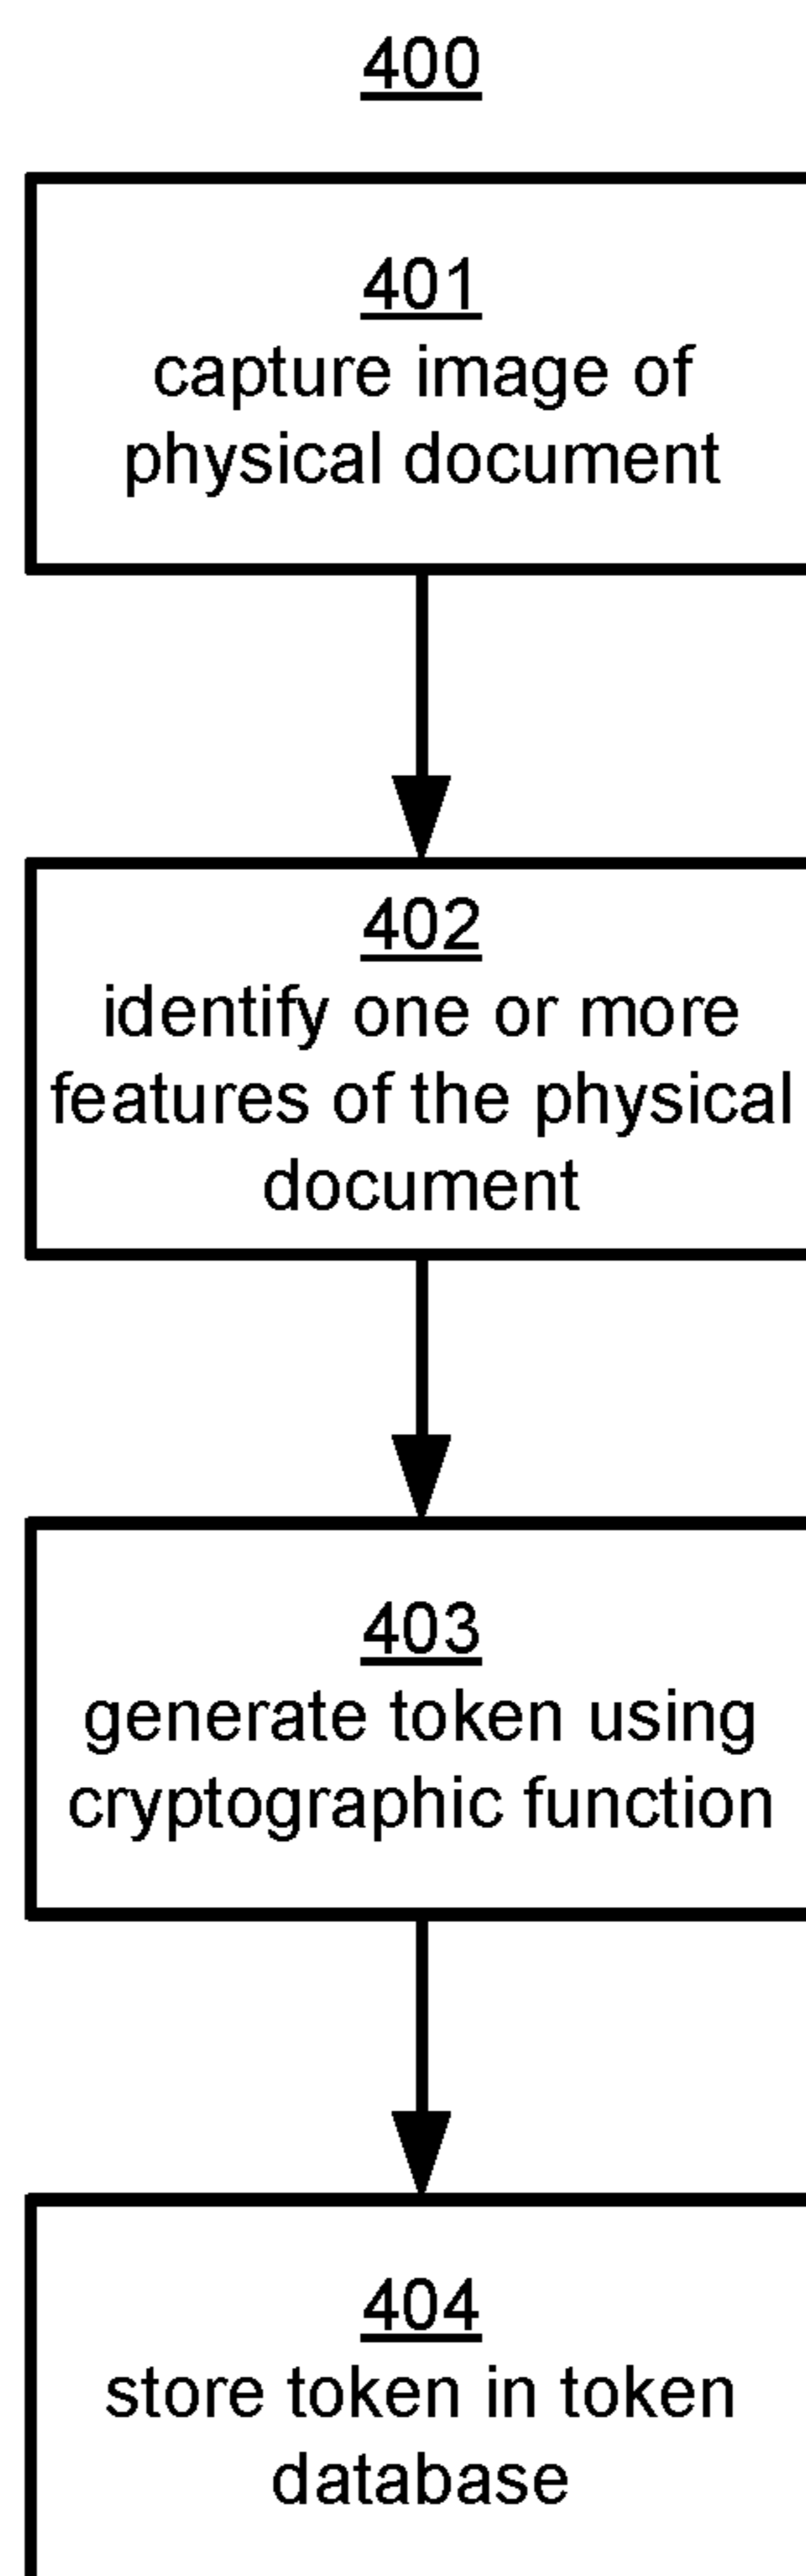 400
401
capture image of
physical document
402
identify one or more
features of the physical
document
403
generate token using
cryptographic function
404
store token in token
database